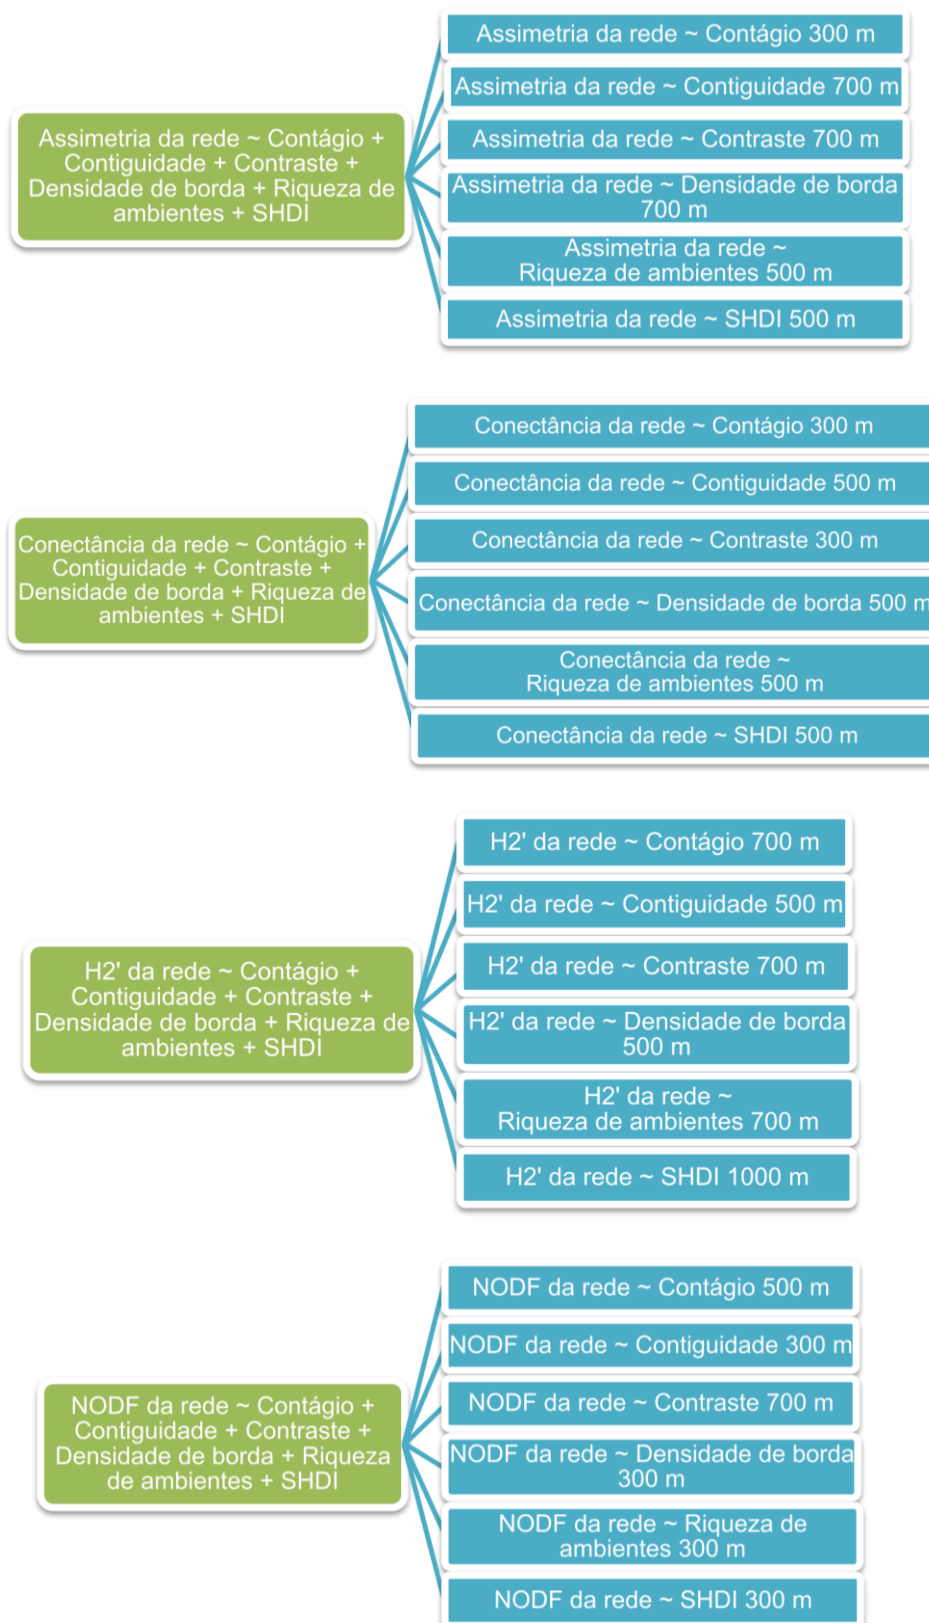 Assimetria da rede ~ Contágio +
Contiguidade + Contraste +
Densidade de borda + Riqueza de
ambientes + SHDI
Assimetria da rede ~ Contágio 300 m
Assimetria da rede ~ Contiguidade 700 m
Assimetria da rede ~ Contraste 700 m
Assimetria da rede ~ Densidade de borda
700 m
Assimetria da rede ~
Riqueza de ambientes 500 m
Assimetria da rede ~ SHDI 500 m
Conectância da rede ~ Contágio +
Contiguidade + Contraste +
Densidade de borda + Riqueza de
ambientes + SHDI
Conectância da rede ~ Contágio 300 m
Conectância da rede ~ Contiguidade 500 m
Conectância da rede ~ Contraste 300 m
Conectância da rede ~ Densidade de borda 500 m
Conectância da rede ~
Riqueza de ambientes 500 m
Conectância da rede ~ SHDI 500 m
H2' da rede ~ Contágio +
Contiguidade + Contraste +
Densidade de borda + Riqueza de
ambientes + SHDI
H2' da rede ~ Contágio 700 m
H2' da rede ~ Contiguidade 500 m
H2' da rede ~ Contraste 700 m
H2' da rede ~ Densidade de borda
500 m
H2' da rede ~
Riqueza de ambientes 700 m
H2' da rede ~ SHDI 1000 m
NODF da rede ~ Contágio +
Contiguidade + Contraste +
Densidade de borda + Riqueza
de ambientes + SHDI
NODF da rede ~ Contágio 500 m
NODF da rede ~ Contiguidade 300 m
NODF da rede ~ Contraste 700 m
NODF da rede ~ Densidade de borda
300 m
NODF da rede ~ Riqueza de
ambientes 300 m
NODF da rede ~ SHDI 300 m